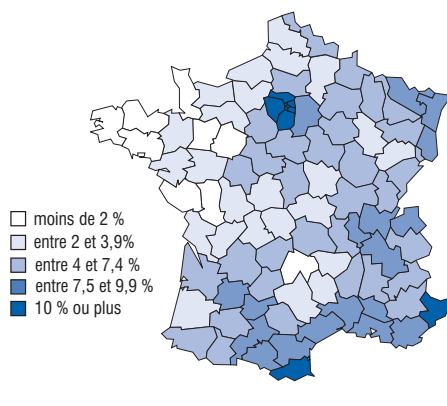 moins de 2 %
entre 2 et 3,9%
entre 4 et 7,4 %
entre 7,5 et 9,9 %
10 % ou plus